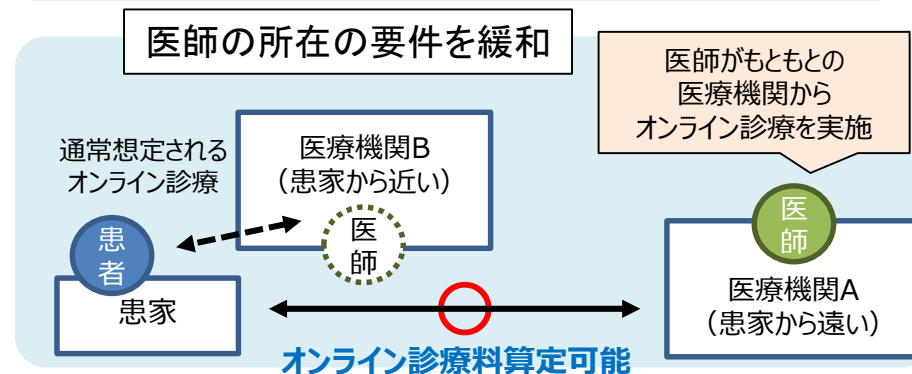 医師の所在の要件を緩和
医師がもともとの
医療機関から
オンライン診療を実施
通常想定される
オンライン診療
医療機関B
（患家から近い）
医
師
患
者
患家
医
師
医療機関A
（患家から遠い）
オンライン診療料算定可能